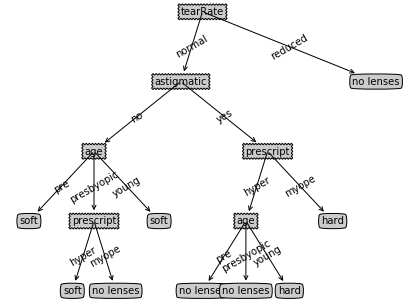 tearRate
normal
reduced
astigmatic
no lenses
no
yes
age
prescript
pre
presbyopic
young
hyper
myope
soft
prescript
soft
age
hard
hyper
myope
pre
presbyopic
young
soft
no lenses
no lenses
no lenses
hard